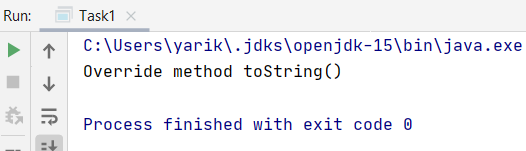 Run: Task1
C:\Users\yarik\.jdks\openjdk-15\bin\java.exe
Override method toString()
Process finished with exit code 0